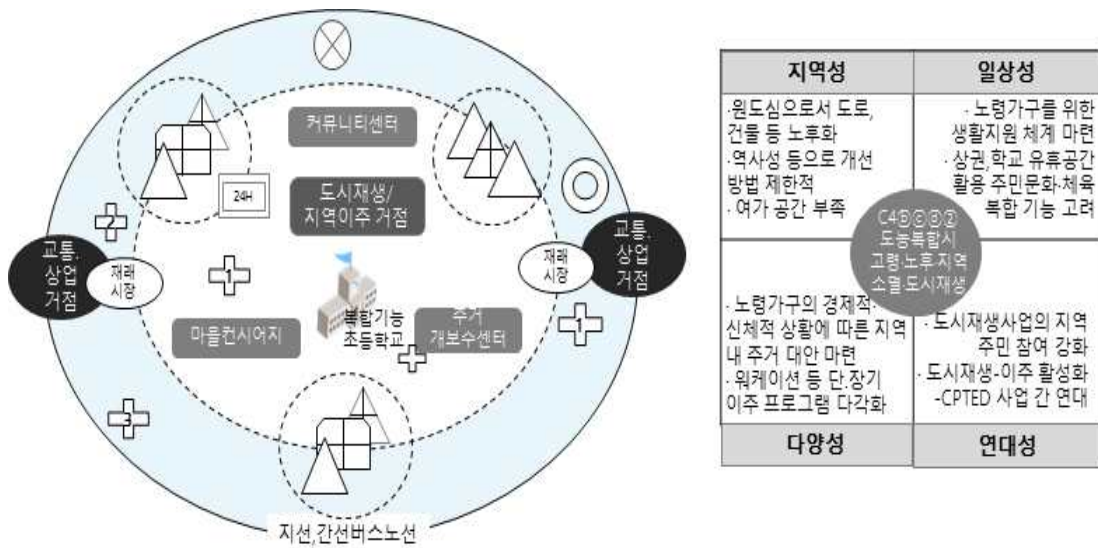 커뮤니티센터
24H
도시재생/
지역이주 거점
2
교통.
상업
거점
재래
시장
1
마을컨시어지
복합기능
초등학교
주거
개보수센터
재래
시장
교통.
상업
거점
1
3
지선,간선버스노선
지역성
·원도심으로서 도로,
건물 등 노후화
·역사성 등으로 개선
방법 제한적
· 여가 공간 부족
일상성
· 노령가구를 위한
생활지원 체계 마련
· 상권,학교 유휴공간
활용 주민문화·체육
복합 기능 고려
도농복합시
고령·노후·지역
소멸·도시재생
· 노령가구의 경제적·
신체적 상황에 따른 지역
내 주거 대안 마련
· 워케이션 등 단.장기
이주 프로그램 다각화
다양성
· 도시재생사업의 지역
주민 참여 강화
· 도시재생-이주 활성화
-CPTED 사업 간 연대
연대성